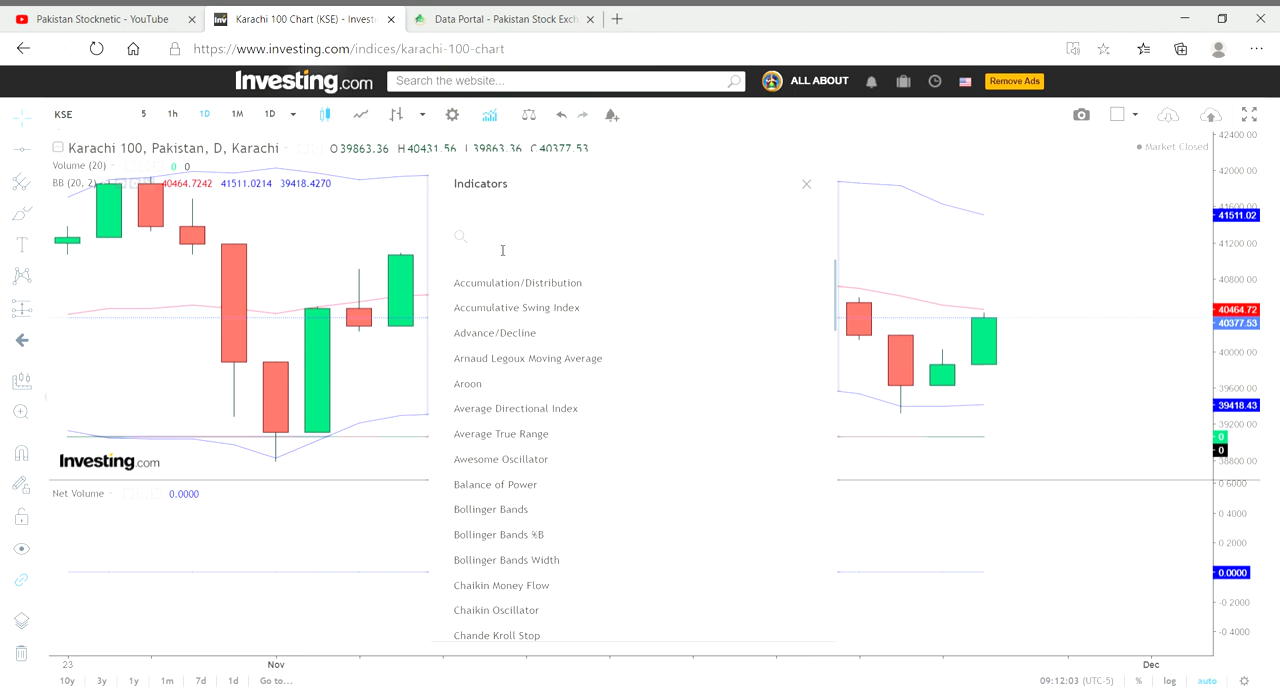 Pakistan Stocknetic - YouTube
Karachi 100 Chart (KSE) - Investi
Data Portal - Pakistan Stock Exch
https://www.investing.com/indices/karachi-100-chart
Investing.com
Search the website...
ALL ABOUT
Remove Ads
KSE
5
1h
1D
1M
1D
Karachi 100, Pakistan, D, Karachi
O 39863.36 H 40431.56 L 39863.36 C 40377.53
Market Closed
Volume (20)
0 0
BB (20, 2)
40464.7242 41511.0214 39418.4270
Indicators
Accumulation/Distribution
Accumulative Swing Index
Advance/Decline
Arnaud Legoux Moving Average
Aroon
Average Directional Index
Average True Range
Awesome Oscillator
Balance of Power
Bollinger Bands
Bollinger Bands %B
Bollinger Bands Width
Chaikin Money Flow
Chaikin Oscillator
Chande Kroll Stop
Investing.com
Net Volume
0.0000
42400.00
42000.00
41511.02
41200.00
40800.00
40464.72
40377.53
40000.00
39600.00
39418.43
39200.00
0
0
38800.00
0.6000
0.4000
0.2000
0.0000
-0.2000
-0.4000
23
Nov
Dec
10y
3y
1y
1m
7d
1d
Go to...
09:12:03 (UTC-5)
%
log
auto